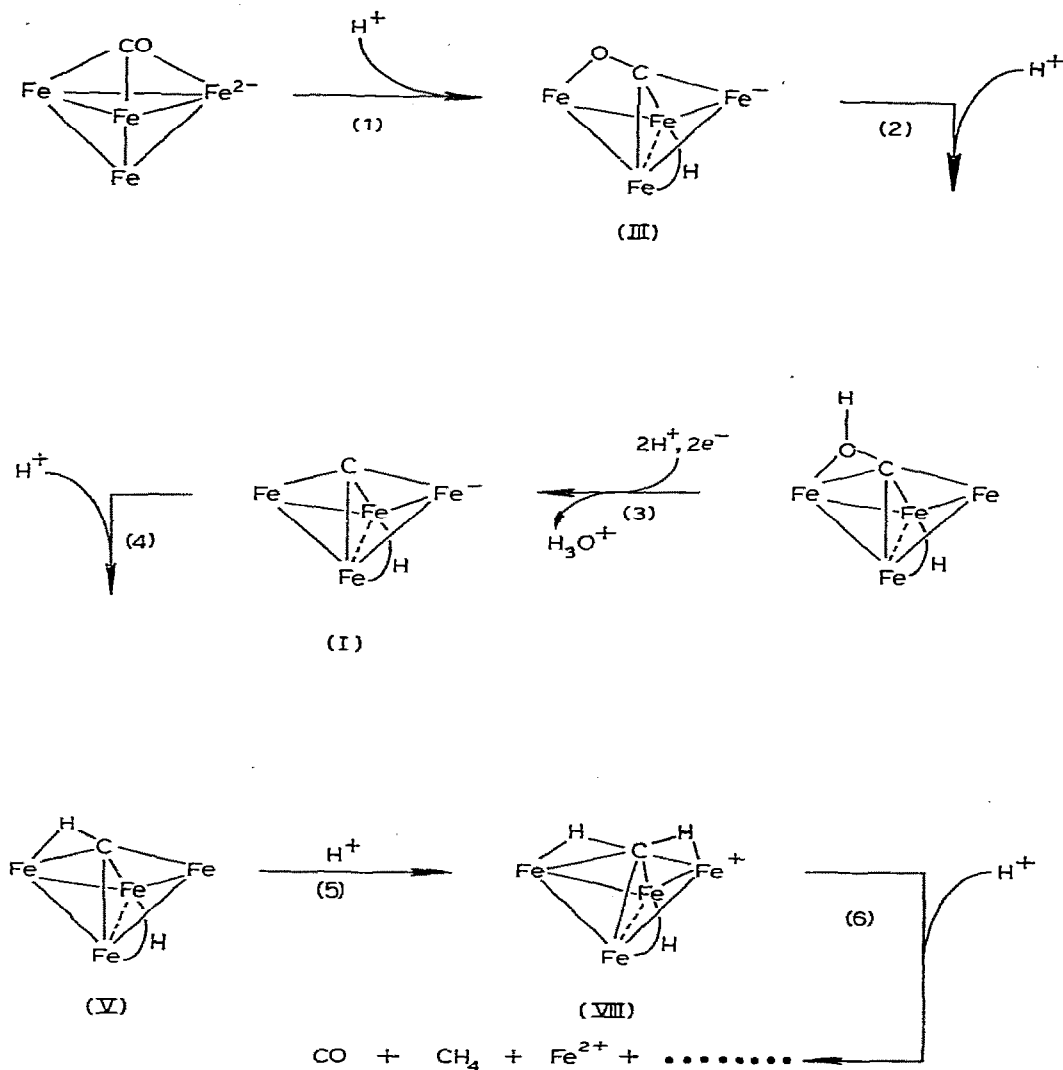 CO
H+
Fe Fe2-
Fe
Fe
(1)
O C
Fe Fe-
Fe
H
Fe
(III)
(2)
H+
H+
(4)
C
Fe Fe-
Fe
H
Fe
(I)
2H+, 2e-
(3)
H3O+
H
O C
Fe Fe
Fe
H
Fe
H C
Fe Fe
Fe
H
Fe
(V)
H+
(5)
H C H
Fe Fe+
Fe
H
Fe
(VIII)
(6)
H+
CO + CH4 + Fe2+ + ........